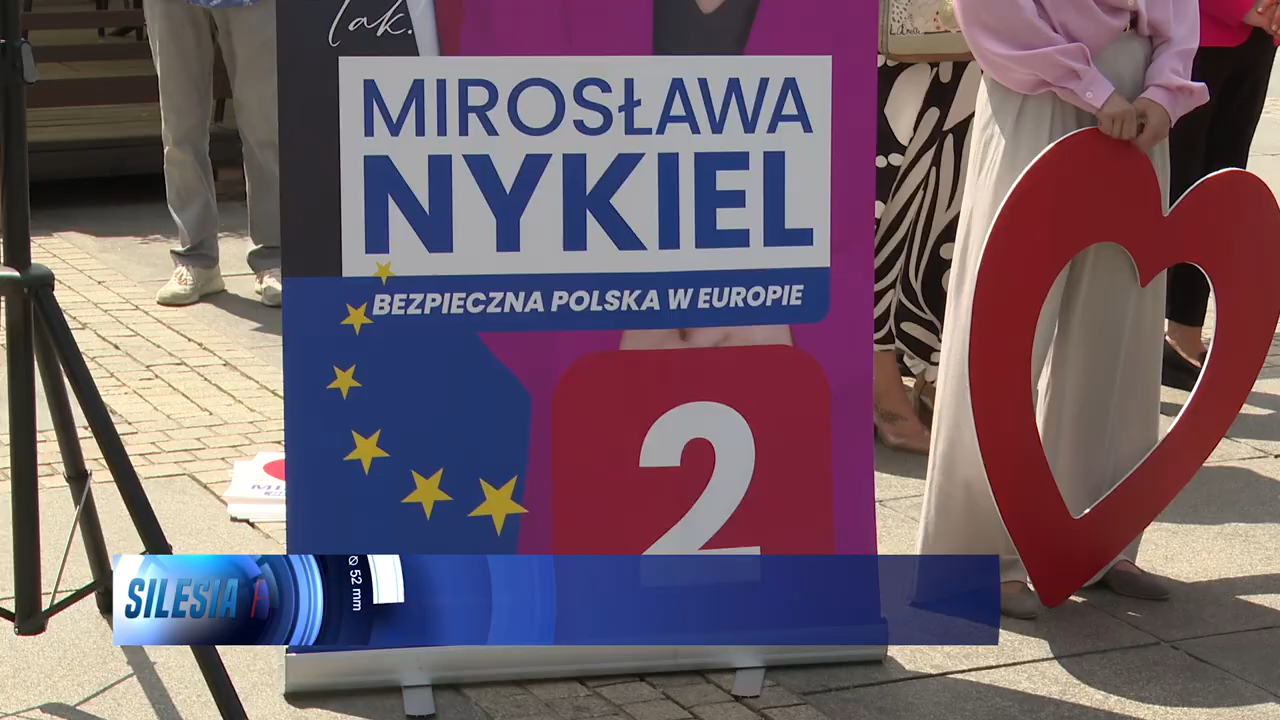 Tak.
MIROSŁAWA
NYKIEL
BEZPIECZNA POLSKA W EUROPIE
2
SILESIA
Ø 52 mm